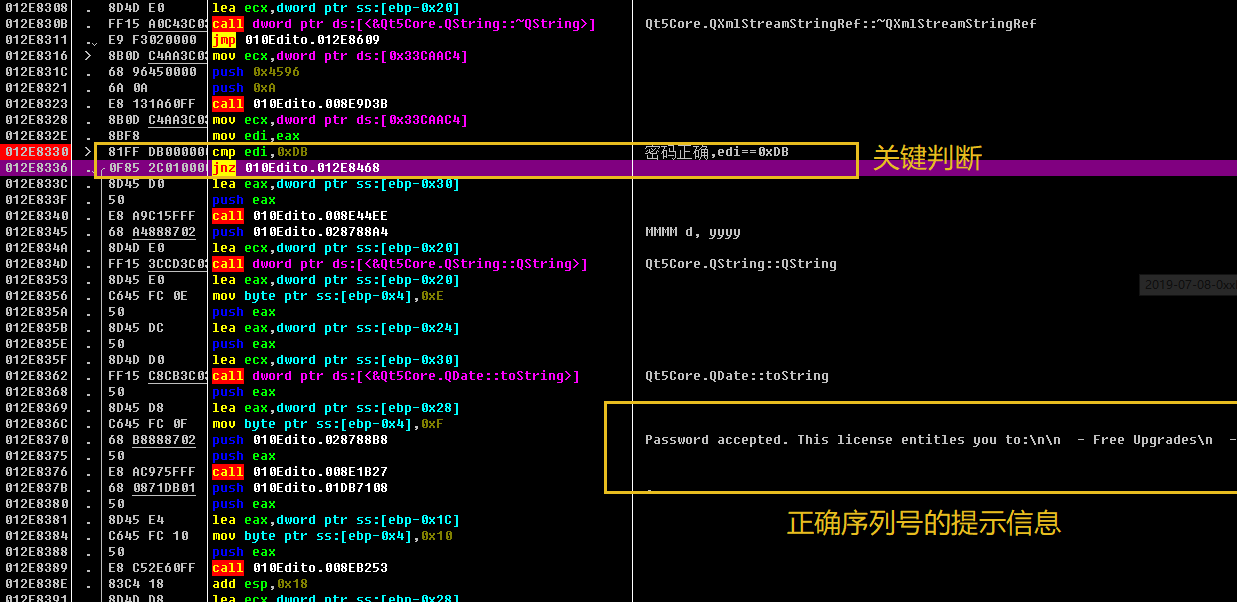 012E8308 . 8D4D E0 lea ecx,dword ptr ss:[ebp-0x20]
012E830B . FF15 A0C43C03 call dword ptr ds:[<&Qt5Core.QString::~QString>] Qt5Core.QXmlStreamStringRef::~QXmlStreamStringRef
012E8311 . E9 F3020000 jmp 010Edito.012E8609
012E8316 > 8B0D C4AA3C03 mov ecx,dword ptr ds:[0x33CAAC4]
012E831C . 68 96450000 push 0x4596
012E8321 . 6A 0A push 0xA
012E8323 . E8 131A60FF call 010Edito.008E9D3B
012E8328 . 8B0D C4AA3C03 mov ecx,dword ptr ds:[0x33CAAC4]
012E832E . 8BF8 mov edi,eax
012E8330 > 81FF DB000000 cmp edi,0xDB 密码正确,edi==0xDB
012E8336 . 0F85 2C010000 jnz 010Edito.012E8468
关键判断
012E833C . 8D45 D0 lea eax,dword ptr ss:[ebp-0x30]
012E833F . 50 push eax
012E8340 . E8 A9C15FFF call 010Edito.008E44EE
012E8345 . 68 A4888702 push 010Edito.028788A4 MMMM d, yyyy
012E834A . 8D4D E0 lea ecx,dword ptr ss:[ebp-0x20]
012E834D . FF15 3CCD3C03 call dword ptr ds:[<&Qt5Core.QString::QString>] Qt5Core.QString::QString
012E8353 . 8D45 E0 lea eax,dword ptr ss:[ebp-0x20]
2019-07-08-0xx
012E8356 . C645 FC 0E mov byte ptr ss:[ebp-0x4],0xE
012E835A . 50 push eax
012E835B . 8D45 DC lea eax,dword ptr ss:[ebp-0x24]
012E835E . 50 push eax
012E835F . 8D4D D0 lea ecx,dword ptr ss:[ebp-0x30]
012E8362 . FF15 C8CB3C03 call dword ptr ds:[<&Qt5Core.QDate::toString>] Qt5Core.QDate::toString
012E8368 . 50 push eax
012E8369 . 8D45 D8 lea eax,dword ptr ss:[ebp-0x28]
012E836C . C645 FC 0F mov byte ptr ss:[ebp-0x4],0xF
012E8370 . 68 B8888702 push 010Edito.028788B8 Password accepted. This license entitles you to:\n\n - Free Upgrades\n -
012E8375 . 50 push eax
012E8376 . E8 AC975FFF call 010Edito.008E1B27
012E837B . 68 0871DB01 push 010Edito.01DB7108 .
012E8380 . 50 push eax
012E8381 . 8D45 E4 lea eax,dword ptr ss:[ebp-0x1C]
正确序列号的提示信息
012E8384 . C645 FC 10 mov byte ptr ss:[ebp-0x4],0x10
012E8388 . 50 push eax
012E8389 . E8 C52E60FF call 010Edito.008EB253
012E838E . 83C4 18 add esp,0x18
012E8391 . 8D4D D8 lea ecx,dword ptr ss:[ebp-0x28]